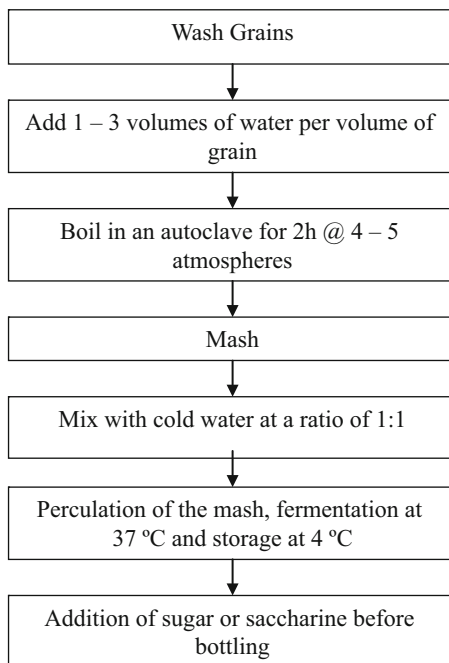 Wash Grains
Add 1 – 3 volumes of water per volume of
grain
Boil in an autoclave for 2h @ 4 – 5
atmospheres
Mash
Mix with cold water at a ratio of 1:1
Perculation of the mash, fermentation at
37 ºC and storage at 4 ºC
Addition of sugar or saccharine before
bottling